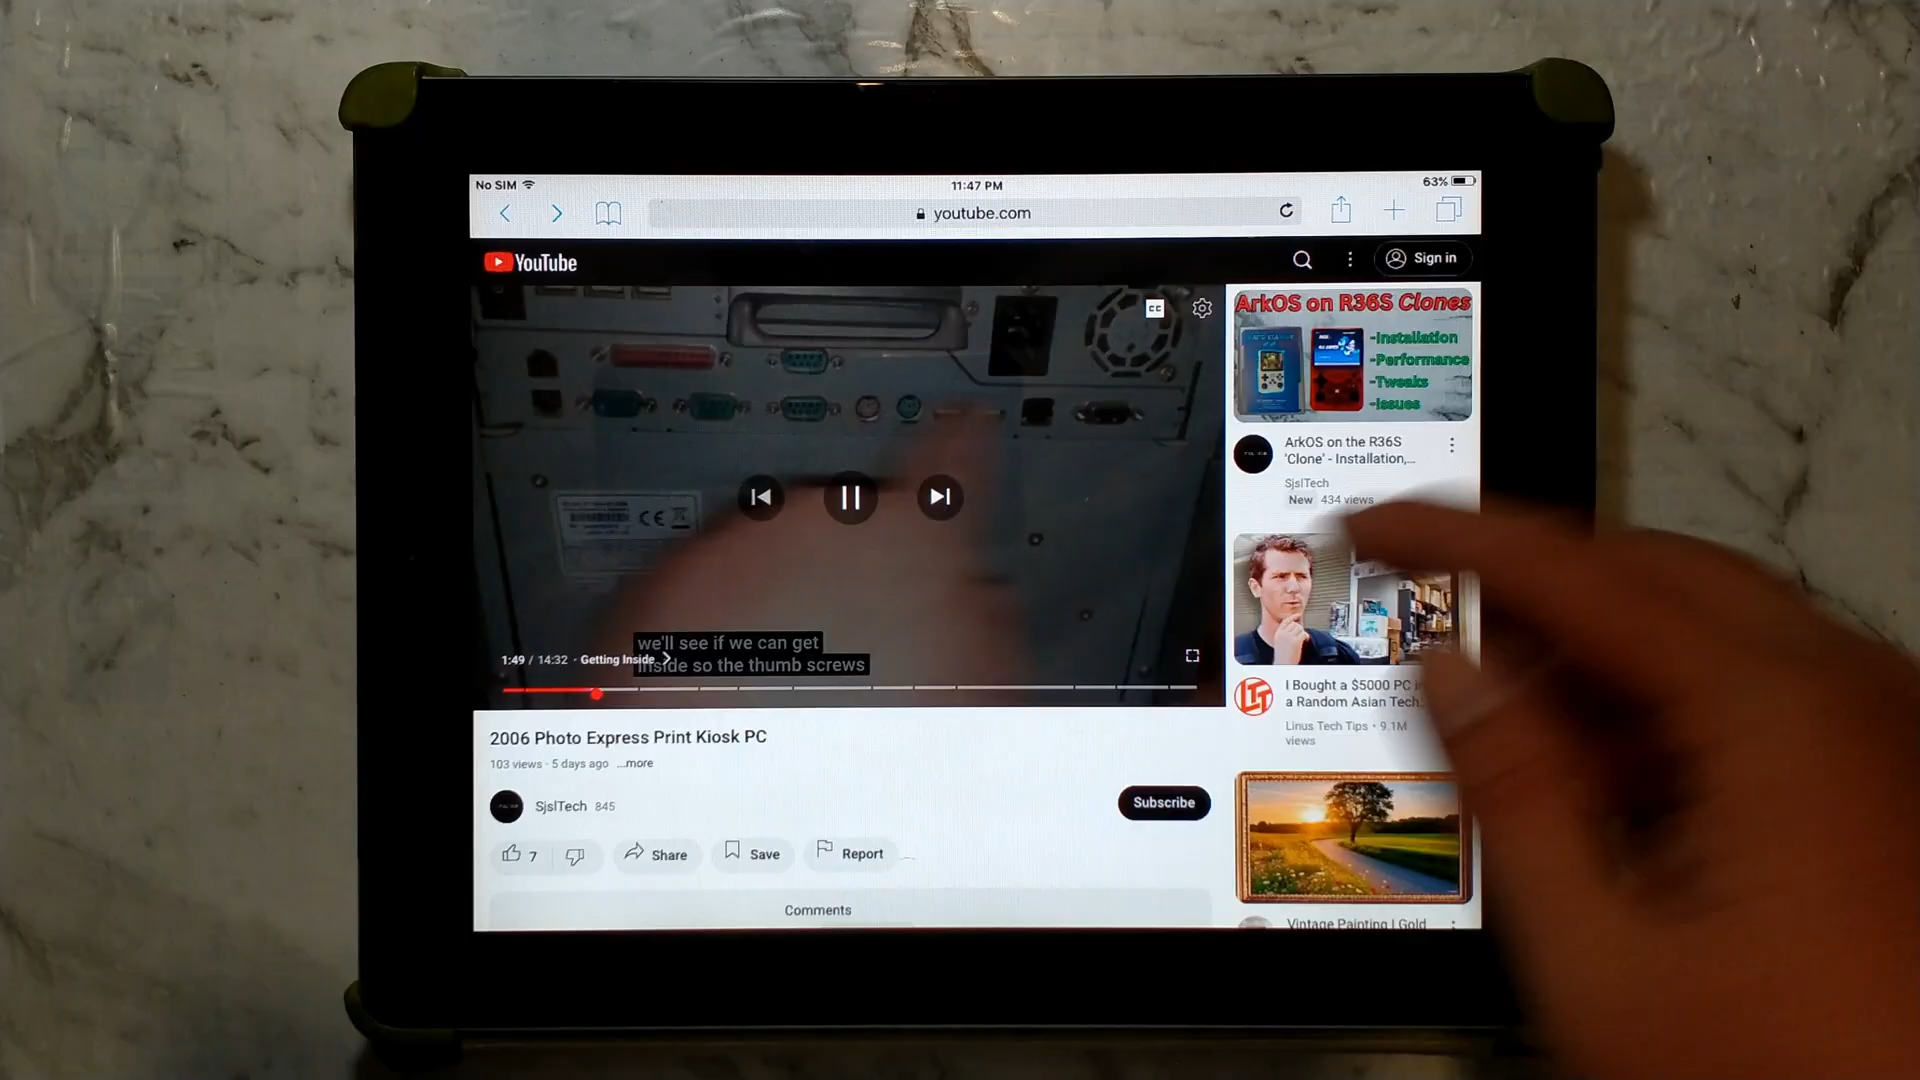 No SIM
11:47 PM
63%
youtube.com
YouTube
Sign in
CC
we'll see if we can get
inside so the thumb screws
1:49 / 14:32 · Getting Inside
2006 Photo Express Print Kiosk PC
103 views · 5 days ago ...more
SjslTech 845
Subscribe
7
Share
Save
Report
Comments
ArkOS on R36S Clones
-Installation
-Performance
-Tweaks
-Issues
ArkOS on the R36S
'Clone' - Installation,...
SjslTech
New 434 views
I Bought a $5000 PC
a Random Asian Tech
Linus Tech Tips • 9.1M
views
Vintage Painting | Gold